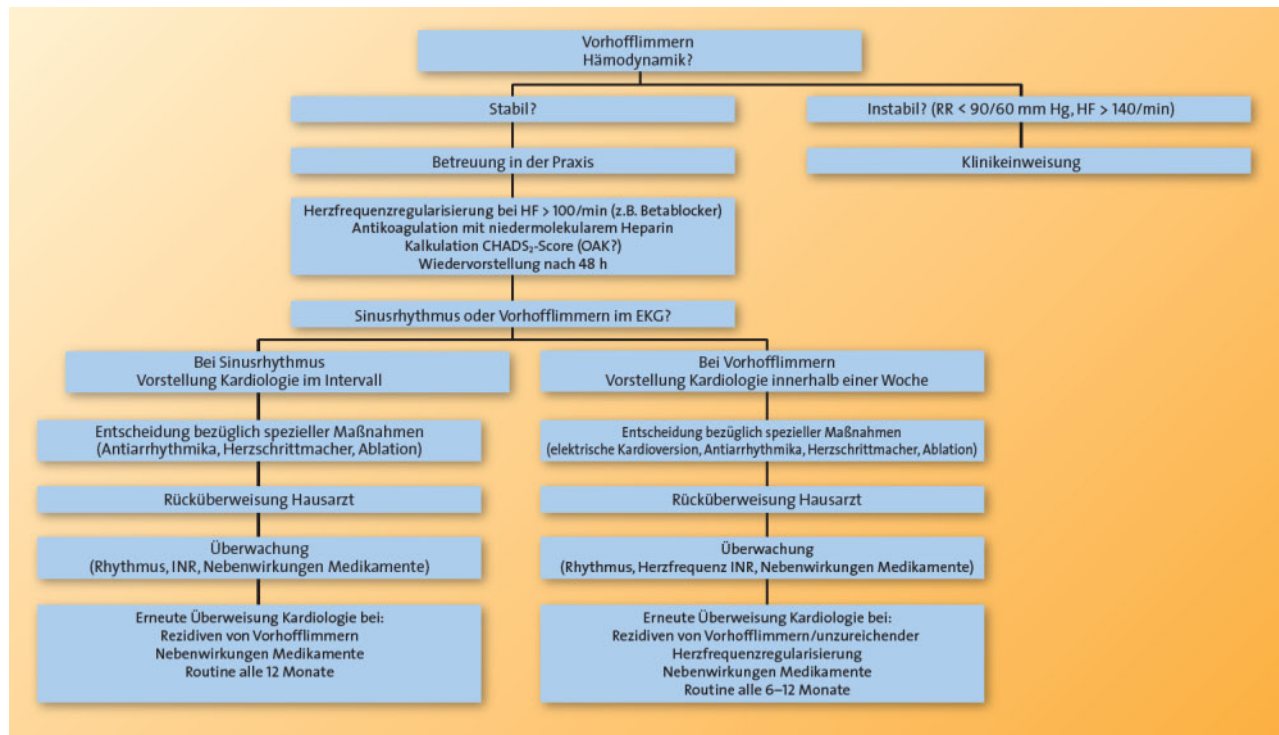 Vorhofflimmern
Hämodynamik?
Stabil?
Instabil? (RR < 90/60 mm Hg, HF > 140/min)
Betreuung in der Praxis
Klinikeinweisung
Herzfrequenzregularisierung bei HF > 100/min (z.B. Betablocker)
Antikoagulation mit niedermolekularem Heparin
Kalkulation CHADS₂-Score (OAK?)
Wiedervorstellung nach 48 h
Sinusrhythmus oder Vorhofflimmern im EKG?
Bei Sinusrhythmus
Vorstellung Kardiologie im Intervall
Entscheidung bezüglich spezieller Maßnahmen
(Antiarrhythmika, Herzschrittmacher, Ablation)
Rücküberweisung Hausarzt
Überwachung
(Rhythmus, INR, Nebenwirkungen Medikamente)
Erneute Überweisung Kardiologie bei:
Rezidiven von Vorhofflimmern
Nebenwirkungen Medikamente
Routine alle 12 Monate
Bei Vorhofflimmern
Vorstellung Kardiologie innerhalb einer Woche
Entscheidung bezüglich spezieller Maßnahmen
(elektrische Kardioversion, Antiarrhythmika, Herzschrittmacher, Ablation)
Rücküberweisung Hausarzt
Überwachung
(Rhythmus, Herzfrequenz INR, Nebenwirkungen Medikamente)
Erneute Überweisung Kardiologie bei:
Rezidiven von Vorhofflimmern/unzureichender
Herzfrequenzregularisierung
Nebenwirkungen Medikamente
Routine alle 6–12 Monate